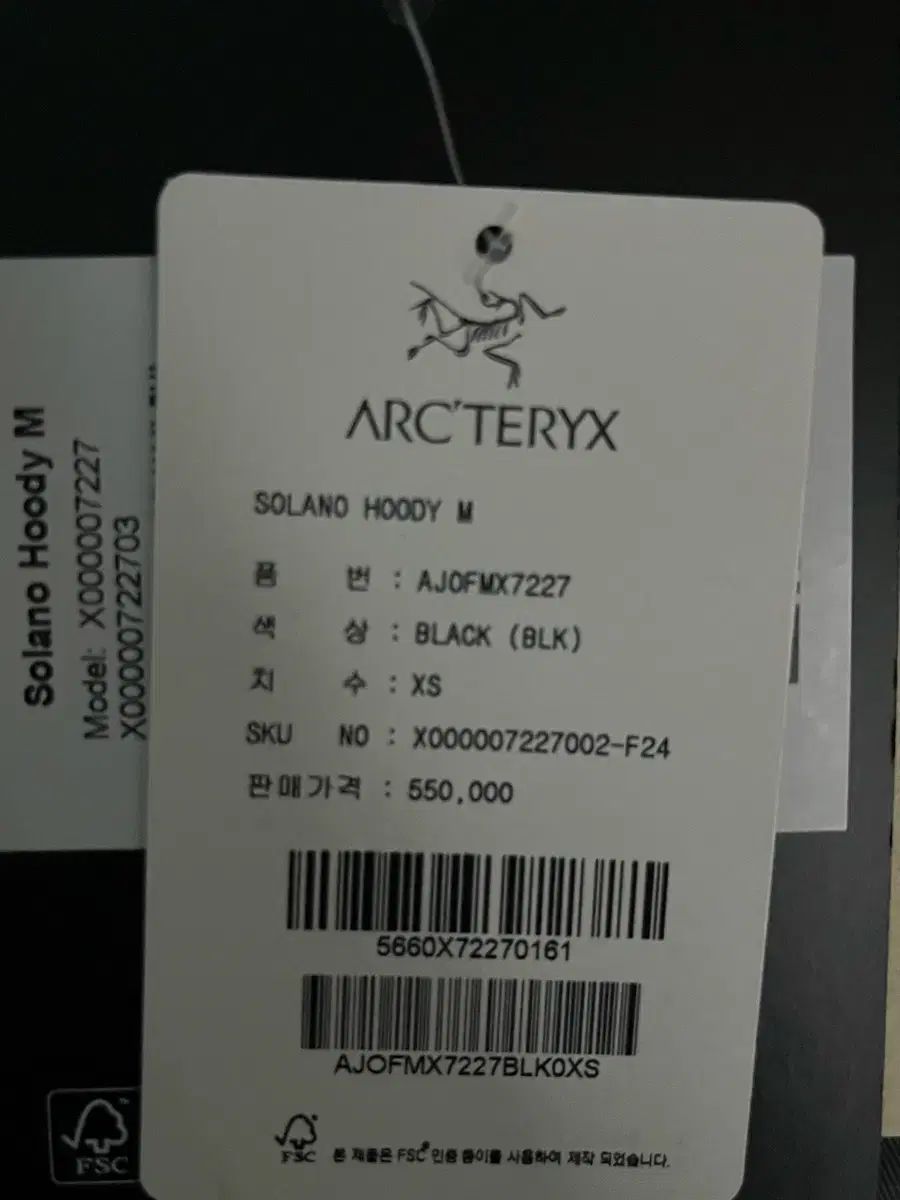 ARC'TERYX
SOLANO HOODY M
품 번 : AJOFMX7227
색 상 : BLACK (BLK)
치 수 : XS
SKU NO : X000007227002-F24
판매가격 : 550,000
5660X72270161
AJOFMX7227BLK0XS
FSC 본 제품은 FSC® 인증 종이를 사용하여 제작 되었습니다.
Solano Hoody M
Model: X000007227
X00000722703
FSC